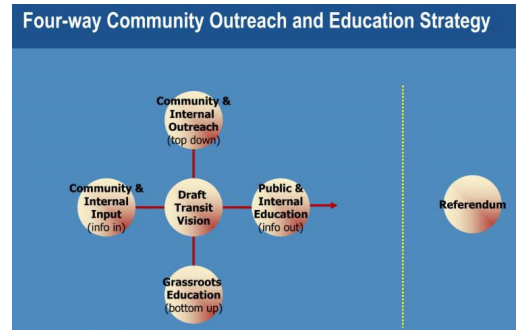 Four-way Community Outreach and Education Strategy
Community &
Internal
Outreach
(top down)
Community &
Internal
Input
(info in)
Draft
Transit
Vision
Public &
Internal
Education
(info out)
Referendum
Grassroots
Education
(bottom up)